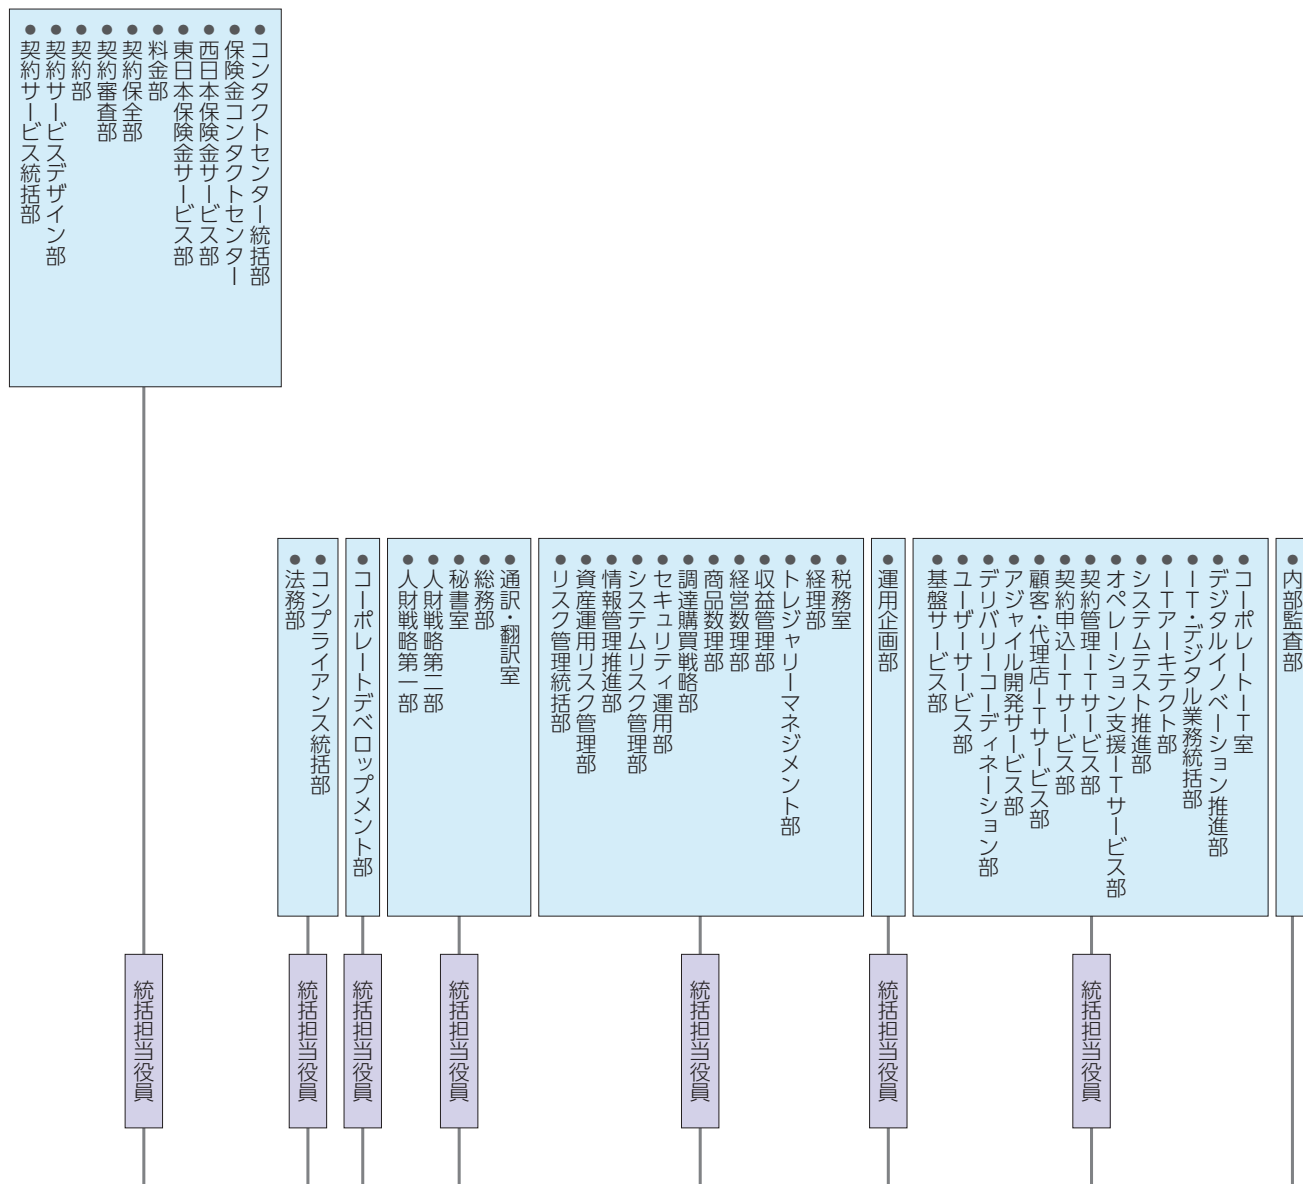 ● コンタクトセンター統括部
● 保険金コンタクトセンター
● 西日本保険金サービス部
● 東日本保険金サービス部
● 料金部
● 契約保全部
● 契約審査部
● 契約部
● 契約サービスデザイン部
● 契約サービス統括部
● 内部監査部
● コーポレートIT室
● デジタルイノベーション推進部
● IT・デジタル業務統括部
● ITアーキテクト部
● システムテスト推進部
● オペレーション支援ITサービス部
● 契約管理ITサービス部
● 契約申込ITサービス部
● 顧客・代理店ITサービス部
● アジャイル開発サービス部
● デリバリーコーディネーション部
● ユーザーサービス部
● 基盤サービス部
● 運用企画部
● 税務室
● 経理部
● トレジャリーマネジメント部
● 収益管理部
● 経営数理部
● 商品数理部
● 調達購買戦略部
● セキュリティ運用部
● システムリスク管理部
● 情報管理推進部
● 資産運用リスク管理部
● リスク管理統括部
● 通訳・翻訳室
● 総務部
● 秘書室
● 人財戦略第二部
● 人財戦略第一部
● コーポレートデベロップメント部
● コンプライアンス統括部
● 法務部
統括担当役員
統括担当役員
統括担当役員
統括担当役員
統括担当役員
統括担当役員
統括担当役員